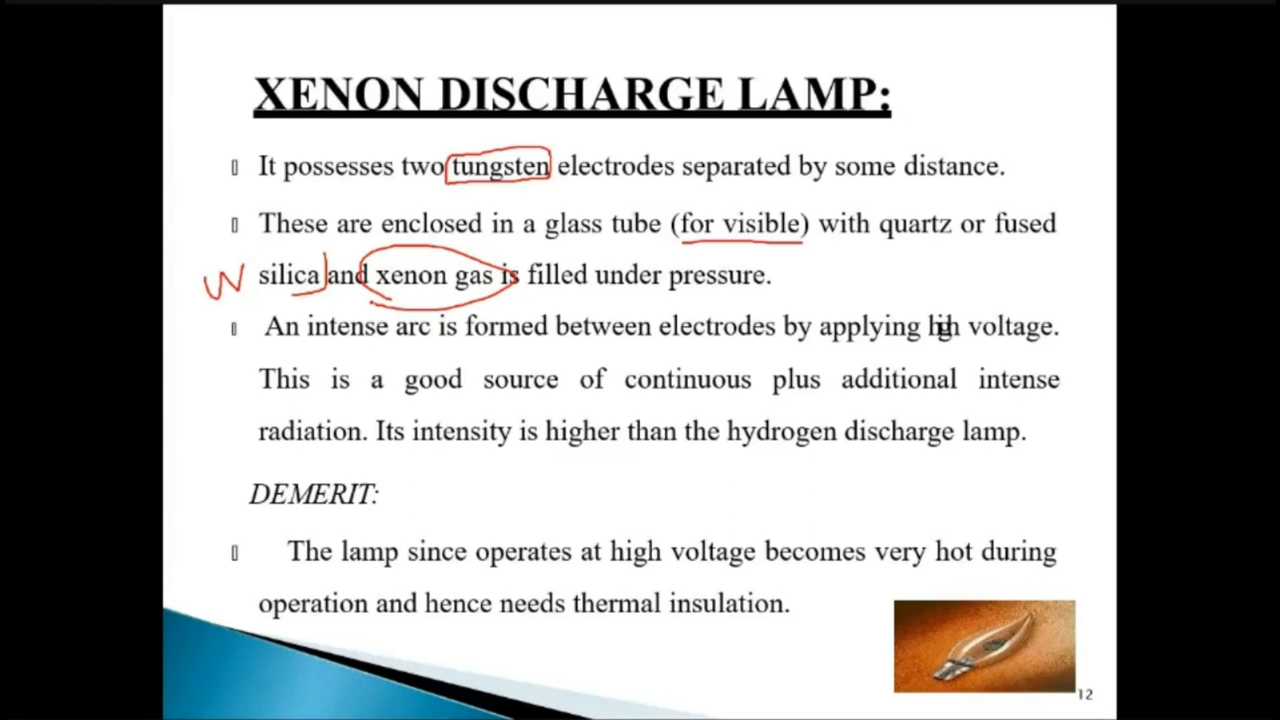 XENON DISCHARGE LAMP:
It possesses two tungsten electrodes separated by some distance.
These are enclosed in a glass tube (for visible) with quartz or fused
W silica) and xenon gas is filled under pressure.
An intense arc is formed between electrodes by applying high voltage.
This is a good source of continuous plus additional intense
radiation. Its intensity is higher than the hydrogen discharge lamp.
DEMERIT:
The lamp since operates at high voltage becomes very hot during
operation and hence needs thermal insulation.
12